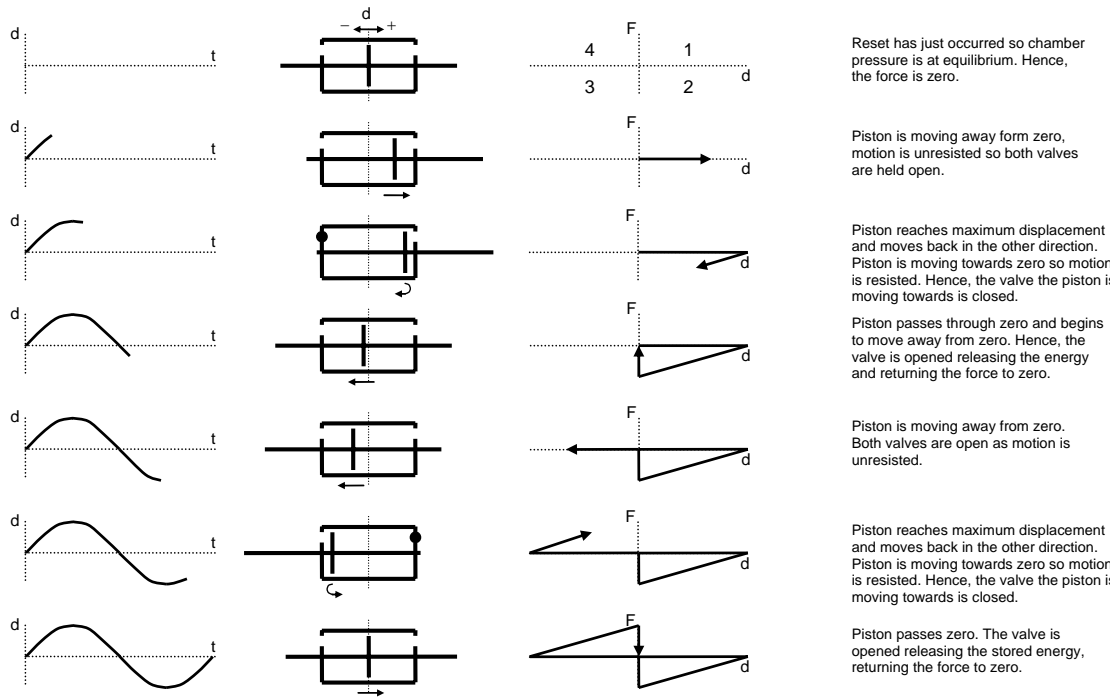 d
t
d
− +
F
4 1
d
3 2
Reset has just occurred so chamber
pressure is at equilibrium. Hence,
the force is zero.
d
t
F
d
Piston is moving away form zero,
motion is unresisted so both valves
are held open.
d
t
F
d
Piston reaches maximum displacement
and moves back in the other direction.
Piston is moving towards zero so motion
is resisted. Hence, the valve the piston is
moving towards is closed.
d
t
F
d
Piston passes through zero and begins
to move away from zero. Hence, the
valve is opened releasing the energy
and returning the force to zero.
d
t
F
d
Piston is moving away from zero.
Both valves are open as motion is
unresisted.
d
t
F
d
Piston reaches maximum displacement
and moves back in the other direction.
Piston is moving towards zero so motion
is resisted. Hence, the valve the piston is
moving towards is closed.
d
t
F
d
Piston passes zero. The valve is
opened releasing the stored energy,
returning the force to zero.